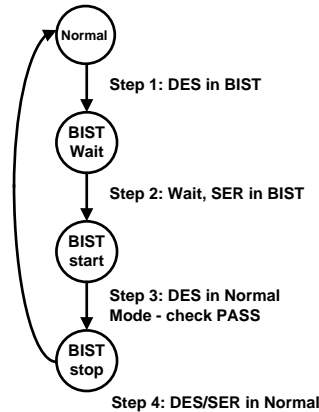 Normal
Step 1: DES in BIST
BIST
Wait
Step 2: Wait, SER in BIST
BIST
start
Step 3: DES in Normal
Mode - check PASS
BIST
stop
Step 4: DES/SER in Normal